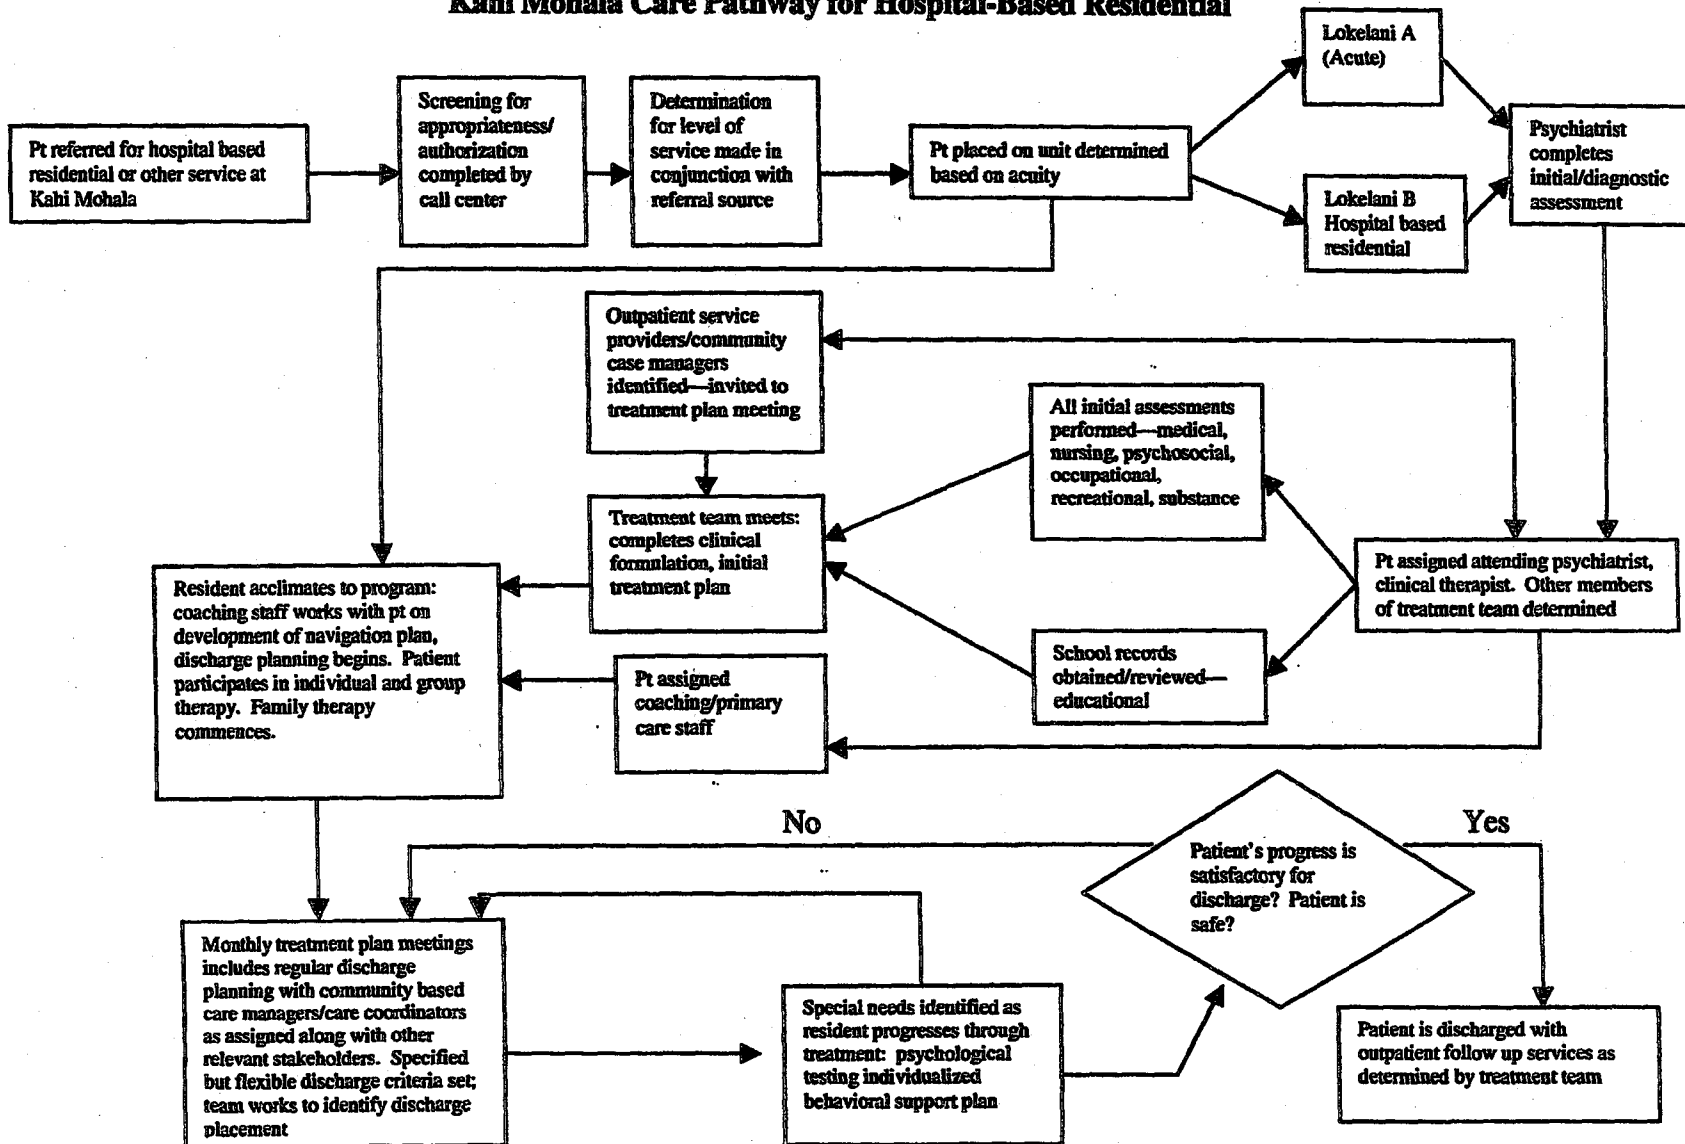 Kahi Mohala Care Pathway for Hospital-Based Residential
Pt referred for hospital based
residential or other service at
Kahi Mohala
Screening for
appropriateness/
authorization
completed by
call center
Determination
for level of
service made in
conjunction with
referral source
Pt placed on unit determined
based on acuity
Lokelani A
(Acute)
Lokelani B
Hospital based
residential
Psychiatrist
completes
initial/diagnostic
assessment
Outpatient service
providers/community
case managers
identified—invited to
treatment plan meeting
All initial assessments
performed—medical,
nursing, psychosocial,
occupational,
recreational, substance
Treatment team meets:
completes clinical
formulation, initial
treatment plan
Pt assigned attending psychiatrist,
clinical therapist. Other members
of treatment team determined
Resident acclimates to program:
coaching staff works with pt on
development of navigation plan,
discharge planning begins. Patient
participates in individual and group
therapy. Family therapy
commences.
School records
obtained/reviewed—
educational
Pt assigned
coaching/primary
care staff
No
Yes
Patient's progress is
satisfactory for
discharge? Patient is
safe?
Monthly treatment plan meetings
includes regular discharge
planning with community based
care managers/care coordinators
as assigned along with other
relevant stakeholders. Specified
but flexible discharge criteria set;
team works to identify discharge
placement
Special needs identified as
resident progresses through
treatment: psychological
testing individualized
behavioral support plan
Patient is discharged with
outpatient follow up services as
determined by treatment team